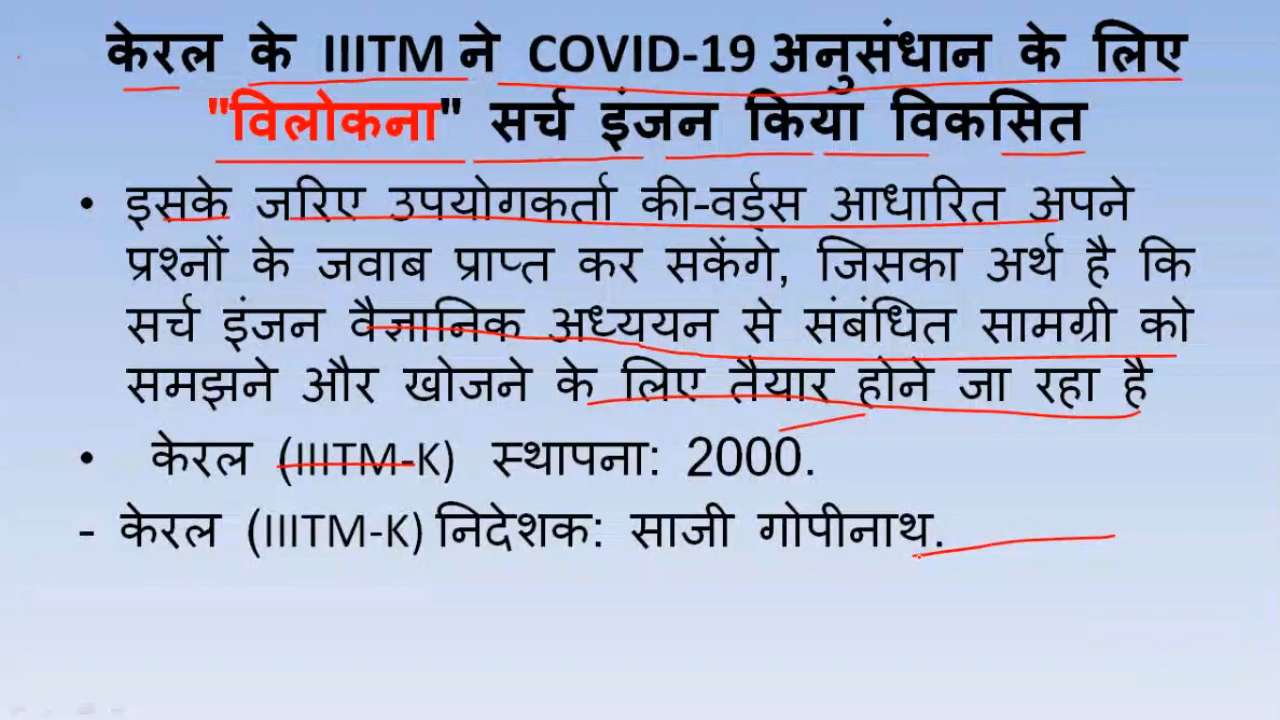 केरल के IIITM ने COVID-19 अनुसंधान के लिए
"विलोकना" सर्च इंजन किया विकसित
• इसके जरिए उपयोगकर्ता की-वर्ड्स आधारित अपने
प्रश्नों के जवाब प्राप्त कर सकेंगे, जिसका अर्थ है कि
सर्च इंजन वैज्ञानिक अध्ययन से संबंधित सामग्री को
समझने और खोजने के लिए तैयार होने जा रहा है
• केरल (IIITM-K) स्थापना: 2000.
- केरल (IIITM-K) निदेशक: साजी गोपीनाथ.